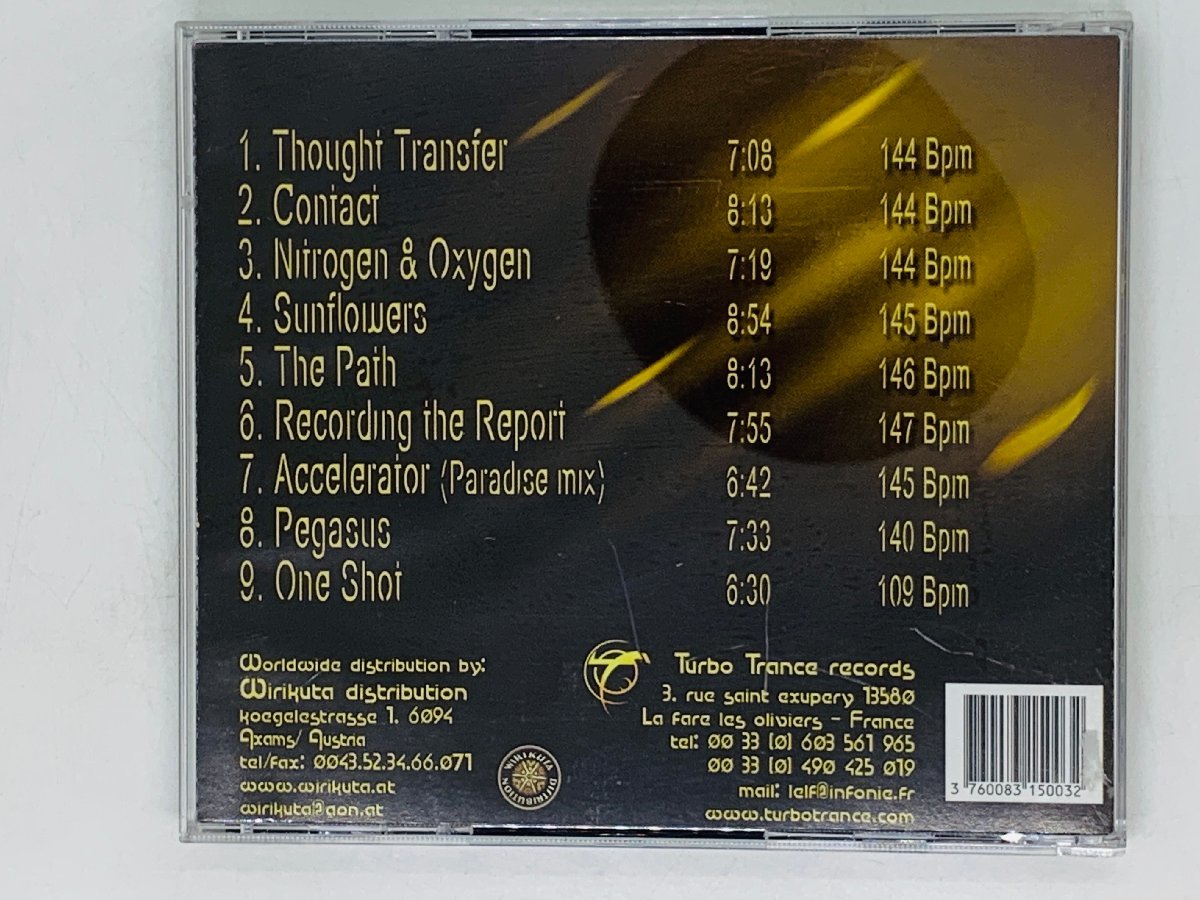 1. Thought Transfer 7:08 144 Bpm
2. Contact 8:13 144 Bpm
3. Nitrogen & Oxygen 7:19 144 Bpm
4. Sunflowers 8:54 145 Bpm
5. The Path 8:13 146 Bpm
6. Recording the Report 7:55 147 Bpm
7. Accelerator (Paradise mix) 6:42 145 Bpm
8. Pegasus 7:33 140 Bpm
9. One Shot 6:30 109 Bpm
Worldwide distribution by:
Wirikuta distribution
koegelestrasse 1. 6094
Axams/ Austria
tel/fax: 0043.52.34.66.071
www.wirikuta.at
wirikuta@aon.at
WIRIKUTA DISTRIBUTION
Turbo Trance records
3. rue saint exupery 13580
La fare les oliviers - France
tel: 00 33 (0) 603 561 965
00 33 (0) 490 425 019
mail: lelf@infonie.fr
www.turbotrance.com
3 760083 150032